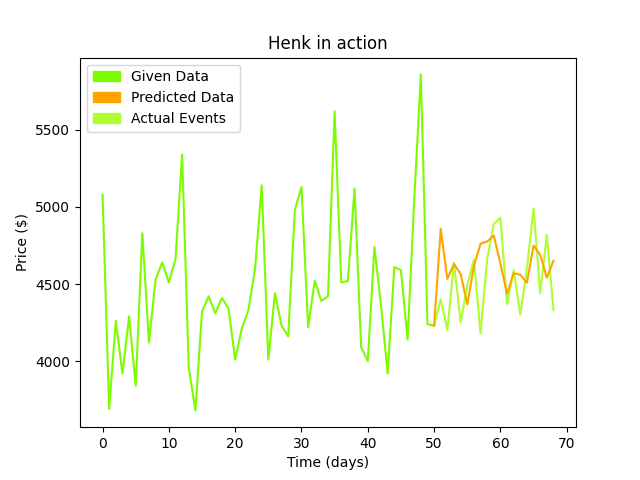 Henk in action
Given Data
Predicted Data
Actual Events
Price ($)
5500
5000
4500
4000
0 10 20 30 40 50 60 70
Time (days)